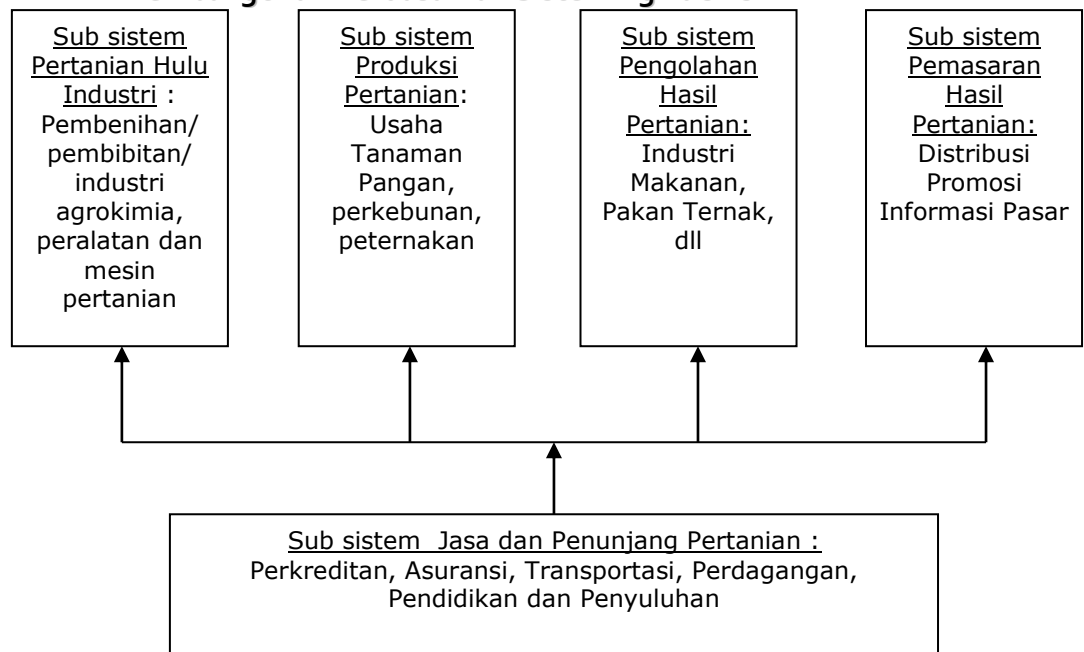 Sub sistem
Pertanian Hulu
Industri :
Pembenihan/
pembibitan/
industri
agrokimia,
peralatan dan
mesin
pertanian
Sub sistem
Produksi
Pertanian:
Usaha
Tanaman
Pangan,
perkebunan,
peternakan
Sub sistem
Pengolahan
Hasil
Pertanian:
Industri
Makanan,
Pakan Ternak,
dll
Sub sistem
Pemasaran
Hasil
Pertanian:
Distribusi
Promosi
Informasi Pasar
Sub sistem  Jasa dan Penunjang Pertanian :
Perkreditan, Asuransi, Transportasi, Perdagangan,
Pendidikan dan Penyuluhan